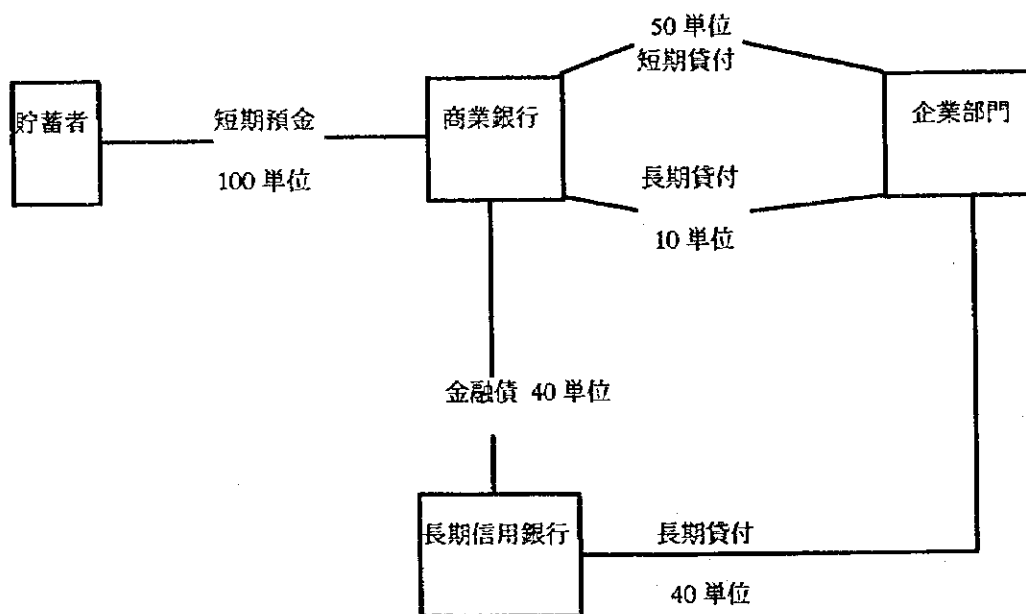 50 単位
短期貸付
貯蓄者
短期預金
100 単位
商業銀行
企業部門
長期貸付
10 単位
金融債 40 単位
長期信用銀行
長期貸付
40 単位